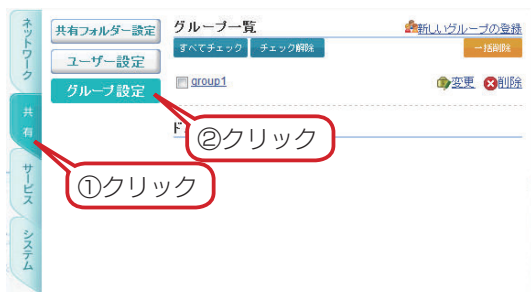 ネットワーク
共有
サービス
システム
共有フォルダー設定
ユーザー設定
グループ設定
グループ一覧
新しいグループの登録
すべてチェック
チェック解除
一括削除
group1
変更
削除
②クリック
①クリック